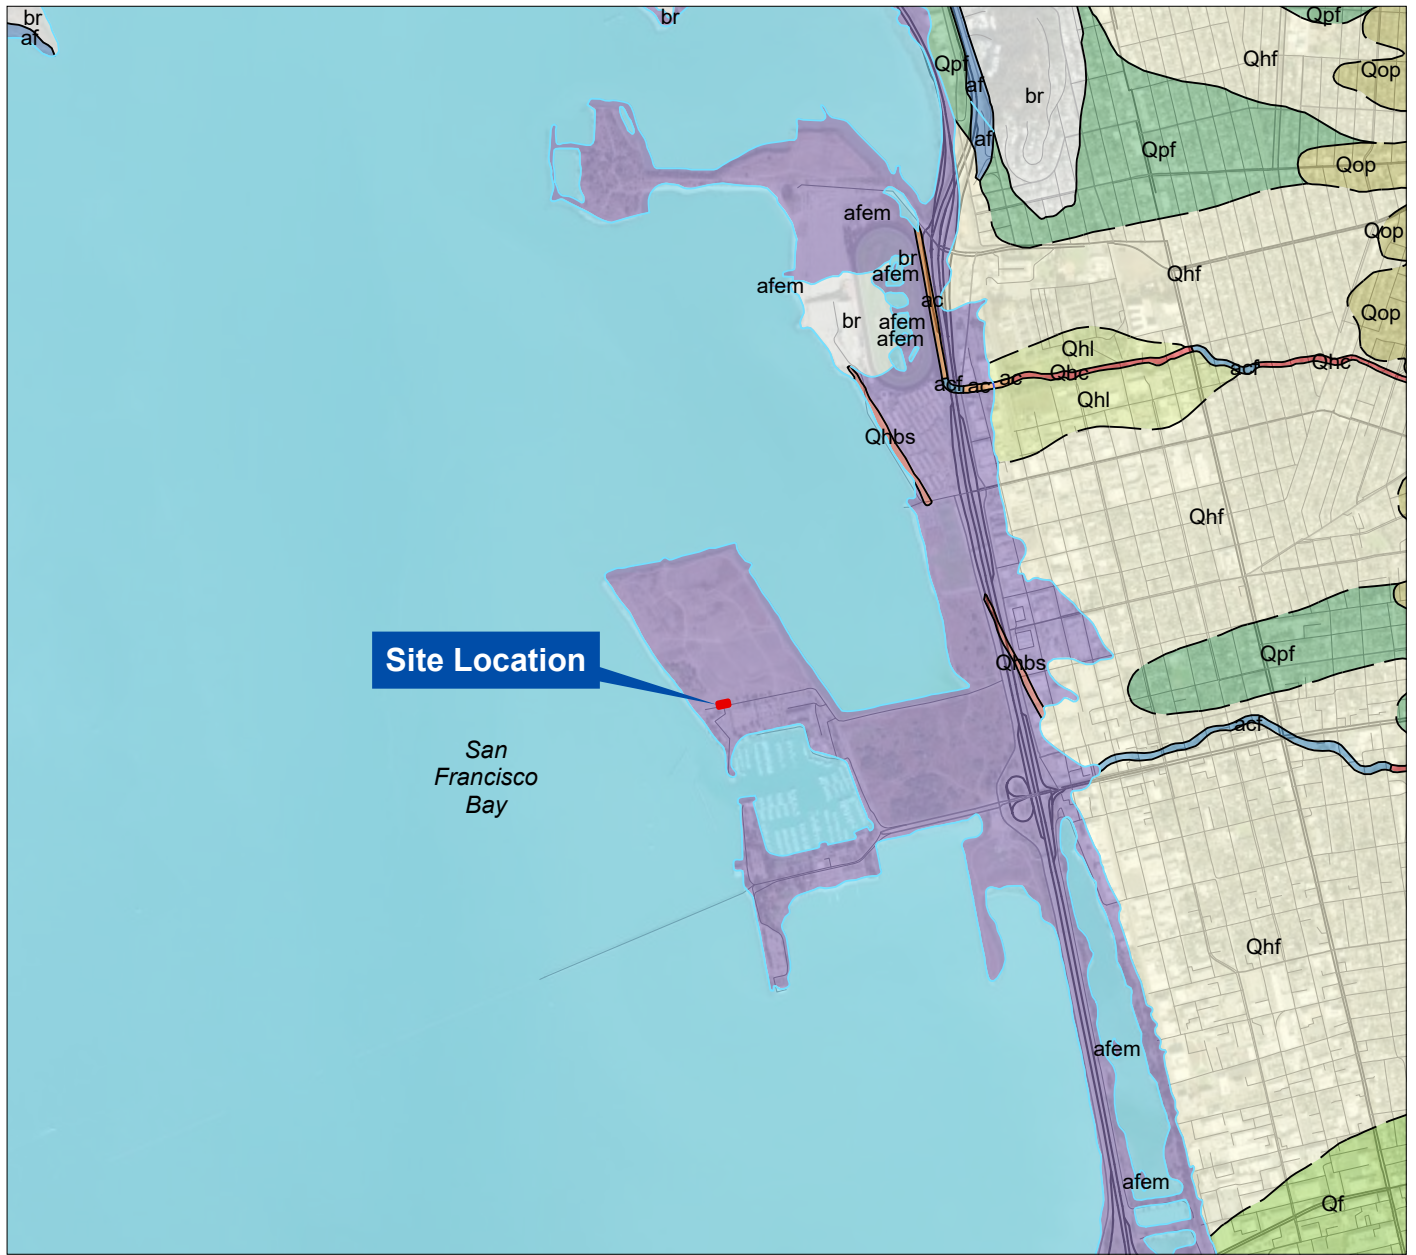 br
af
br
Qpf
Qhf
Qpf
Qop
af
br
af
Qpf
Qop
afem
Qop
br
afem
Qhf
afem
ac
br
afem
afem
Qop
Qhl
acf
ac
ac
Qhc
acf
Qhc
Qhl
Qhbs
Qhf
Site Location
Qhbs
Qpf
acf
San
Francisco
Bay
Qhf
afem
afem
Qf